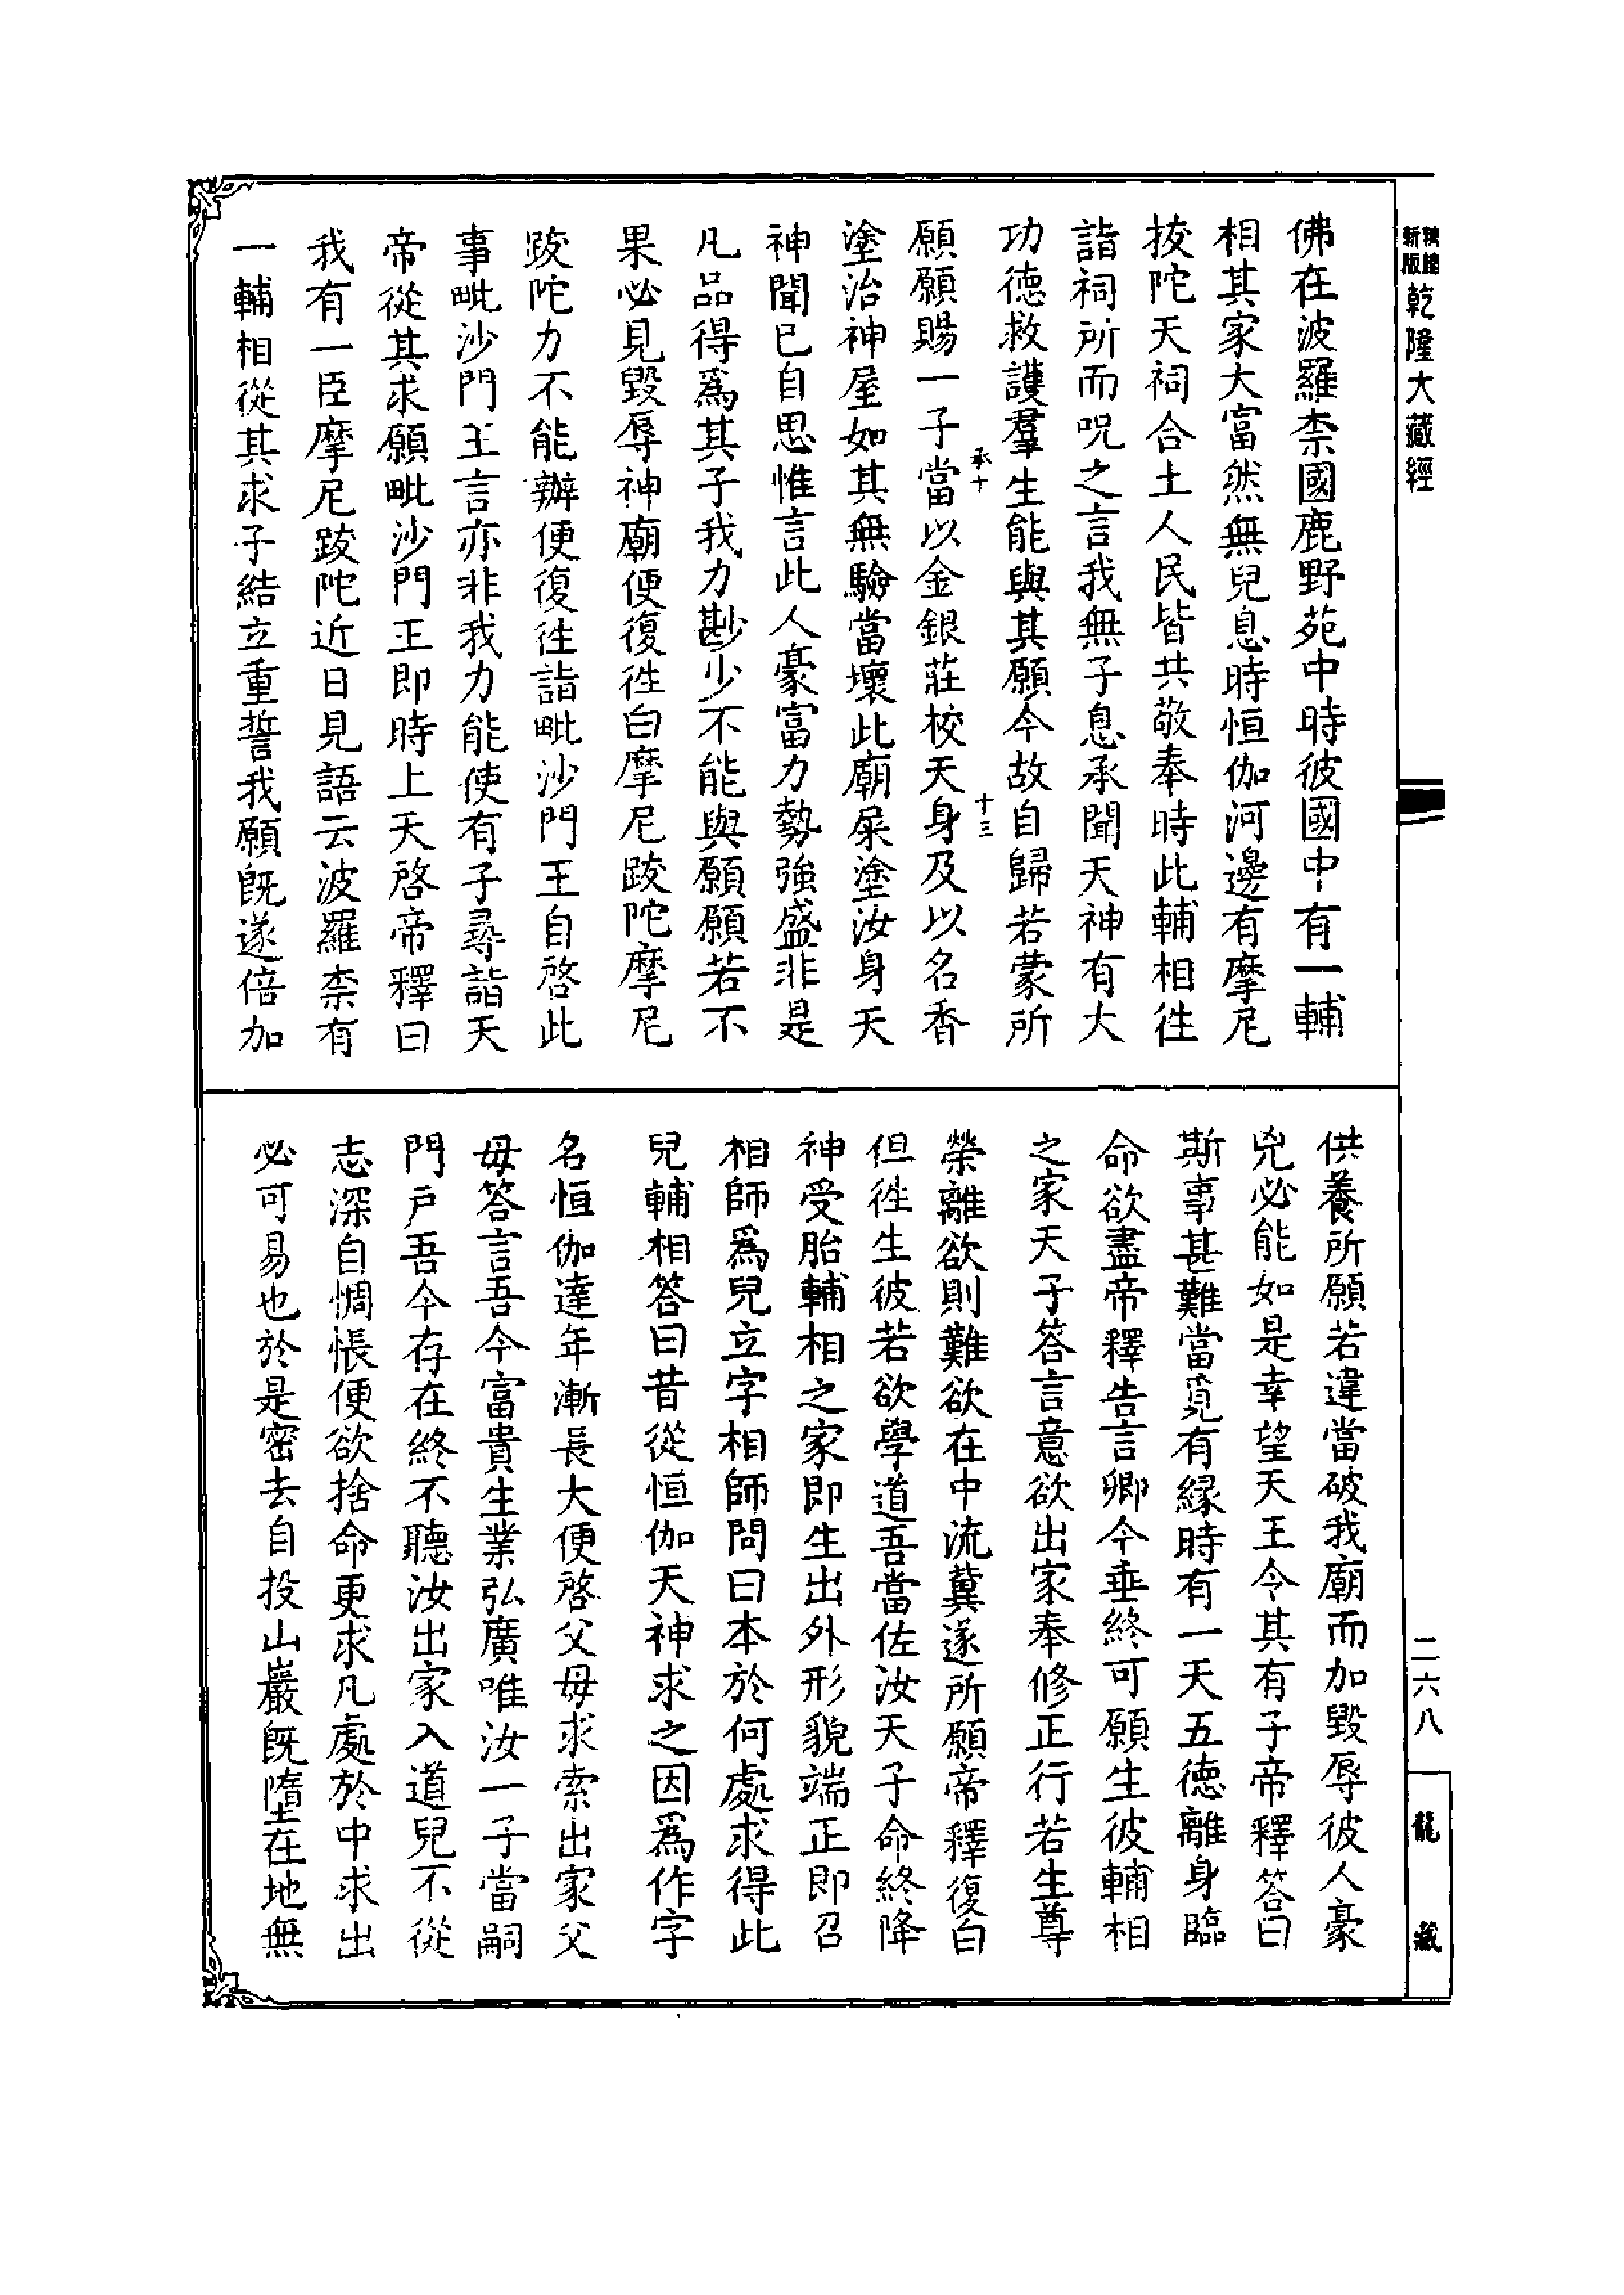 新版
乾隆大藏經
佛在波羅柰國鹿野苑中時彼國中有一輔
相其家大富然無兒息時恒伽河邊有摩尼
拔陀天祠合土人民皆共敬奉時此輔相徃
詣祠所而呪之言我無子息承聞天神有大
功德救護羣生能與其願今故自歸若蒙所
承十
十三
願願賜一子當以金銀莊校天身及以名香
塗治神屋如其無驗當壞此廟屎塗汝身天
神聞已自思惟言此人豪富力勢強盛非是
凡品得爲其子我力尠少不能與願願若不
果必見毀辱神廟便復徃白摩尼跋陀摩尼
跋陀力不能辦便復徃詣毗沙門王自啓此
事毗沙門王言亦非我力能使有子尋詣天
帝從其求願毗沙門王即時上天啓帝釋曰
我有一臣摩尼跋陀近日見語云波羅柰有
一輔相從其求子結立重誓我願旣遂倍加
供養所願若違當破我廟而加毀辱彼人豪
兇必能如是幸望天王令其有子帝釋答曰
斯事甚難當覓有緣時有一天五德離身臨
命欲盡帝釋告言卿今垂終可願生彼輔相
之家天子答言意欲出家奉修正行若生尊
榮離欲則難欲在中流冀遂所願帝釋復曰
但徃生彼若欲學道吾當佐汝天子命終降
神受胎輔相之家即生出外形貌端正即召
相師爲兒立字相師問曰本於何處求得此
兒輔相答曰昔從恒伽天神求之因爲作字
名恒伽達年漸長大便啓父母求索出家父
母答言吾今富貴生業弘廣唯汝一子當嗣
門戶吾今存在終不聽汝出家入道兒不從
志深自惆悵便欲捨命更求凡處於中求出
必可易也於是密去自投山巖旣墮在地無
二六八
龍藏